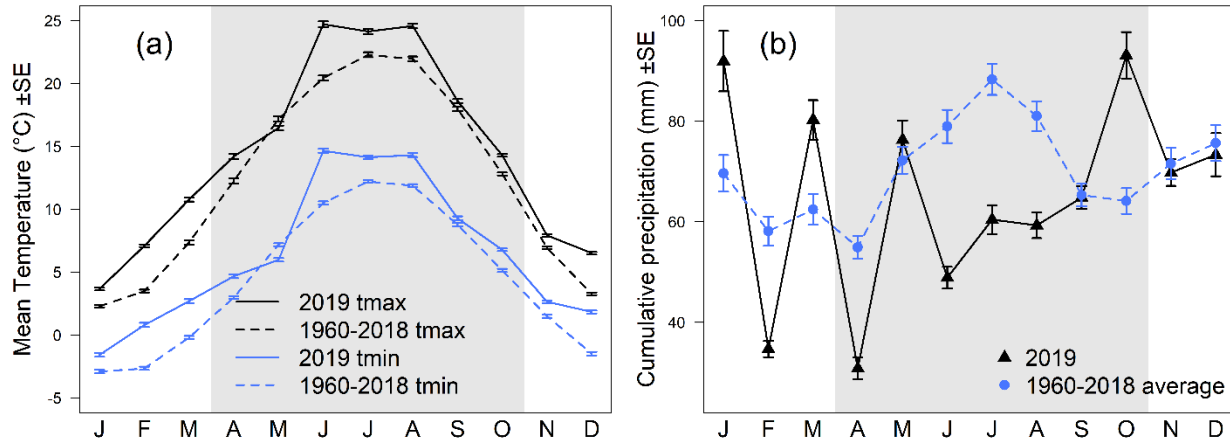 (a)
Mean Temperature (°C) ±SE
25
20
15
10
5
0
-5
2019 tmax
1960-2018 tmax
2019 tmin
1960-2018 tmin
J F M A M J J A S O N D
(b)
Cumulative precipitation (mm) ±SE
100
80
60
40
2019
1960-2018 average
J F M A M J J A S O N D